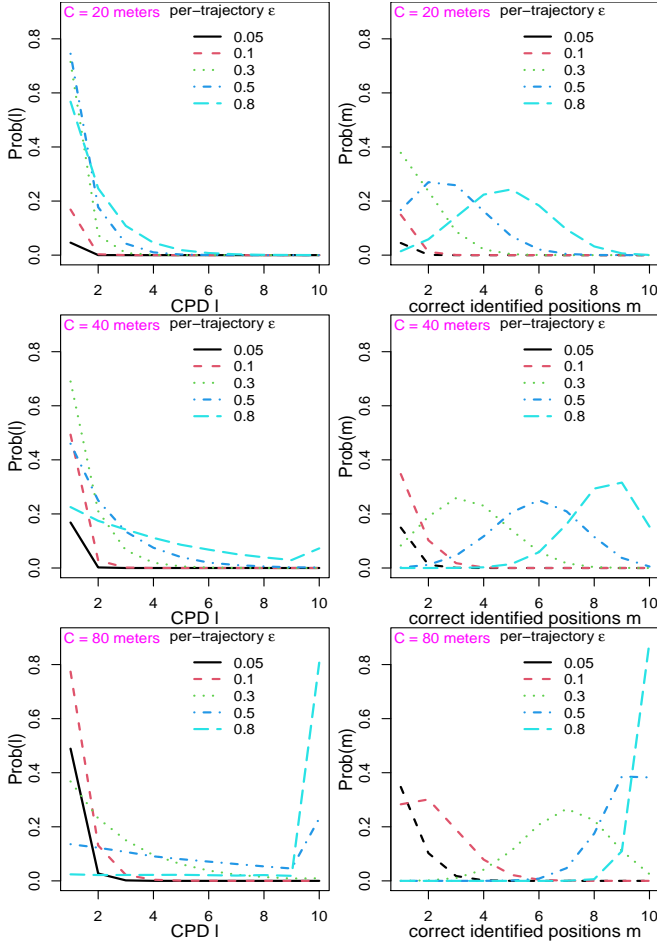 C = 20 meters per-trajectory ε
0.05
0.1
0.3
0.5
0.8
Prob(l)
0.0 0.2 0.4 0.6 0.8
2 4 6 8 10
CPD l
C = 20 meters per-trajectory ε
0.05
0.1
0.3
0.5
0.8
Prob(m)
0.0 0.2 0.4 0.6 0.8
2 4 6 8 10
correct identified positions m
C = 40 meters per-trajectory ε
0.05
0.1
0.3
0.5
0.8
Prob(l)
0.0 0.2 0.4 0.6 0.8
2 4 6 8 10
CPD l
C = 40 meters per-trajectory ε
0.05
0.1
0.3
0.5
0.8
Prob(m)
0.0 0.2 0.4 0.6 0.8
2 4 6 8 10
correct identified positions m
C = 80 meters per-trajectory ε
0.05
0.1
0.3
0.5
0.8
Prob(l)
0.0 0.2 0.4 0.6 0.8
2 4 6 8 10
CPD l
C = 80 meters per-trajectory ε
0.05
0.1
0.3
0.5
0.8
Prob(m)
0.0 0.2 0.4 0.6 0.8
2 4 6 8 10
correct identified positions m